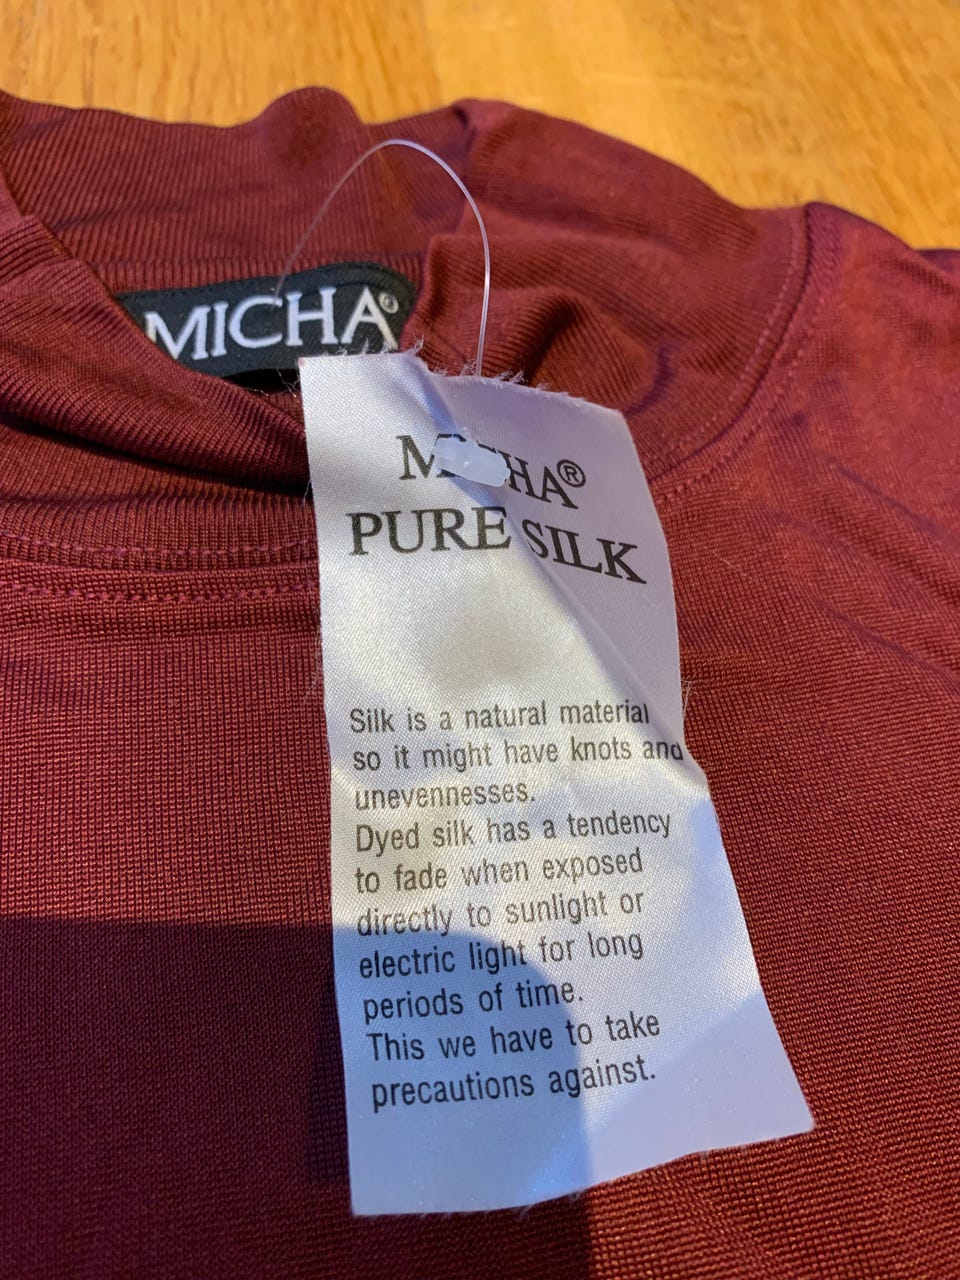 MICHA®
MICHA®
PURE SILK
Silk is a natural material
so it might have knots and
unevennesses.
Dyed silk has a tendency
to fade when exposed
directly to sunlight or
electric light for long
periods of time.
This we have to take
precautions against.